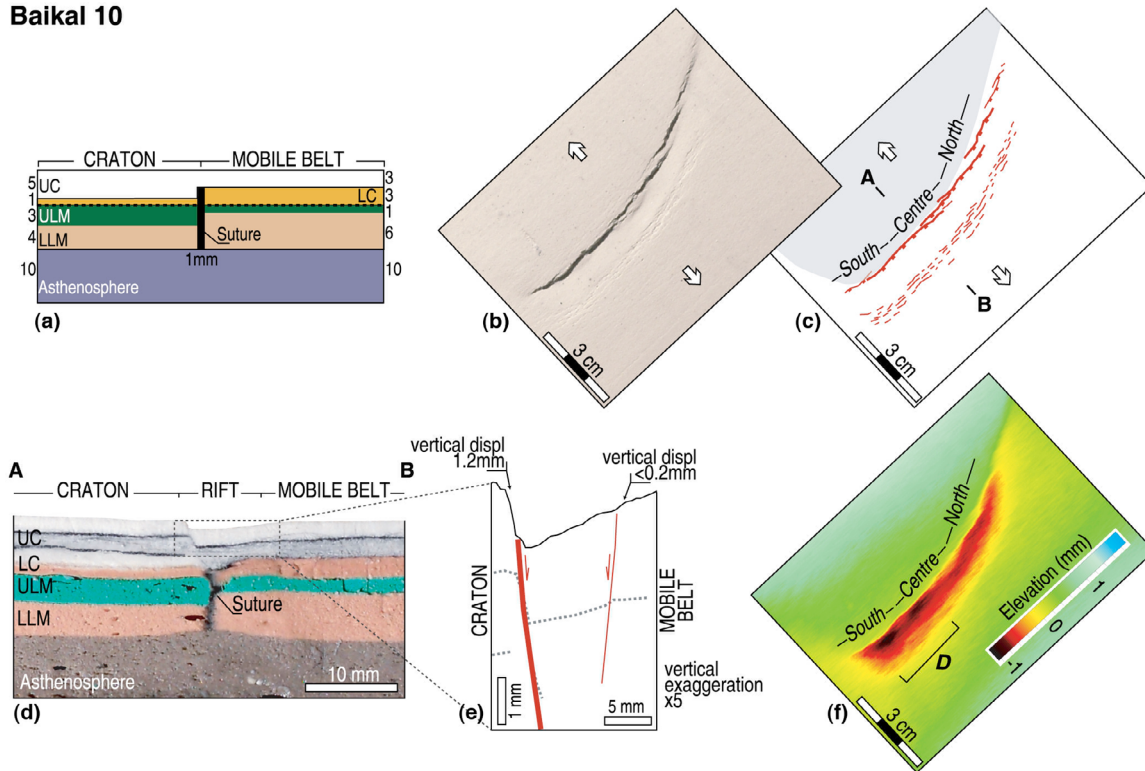 Baikal 10
CRATON MOBILE BELT
5 UC 3
1 LC 3
3 ULM 1
4 LLM Suture 6
1mm
10 Asthenosphere 10
(a)
(b)
3 cm
A
South Centre North
B
(c)
3 cm
A B
CRATON RIFT MOBILE BELT
UC
LC
ULM
Suture
LLM
Asthenosphere
10 mm
(d)
vertical displ
1.2mm
vertical displ
<0.2mm
CRATON
MOBILE
BELT
vertical
exaggeration
x5
1 mm
5 mm
(e)
South Centre North
D
Elevation (mm)
-1 0 1
3 cm
(f)